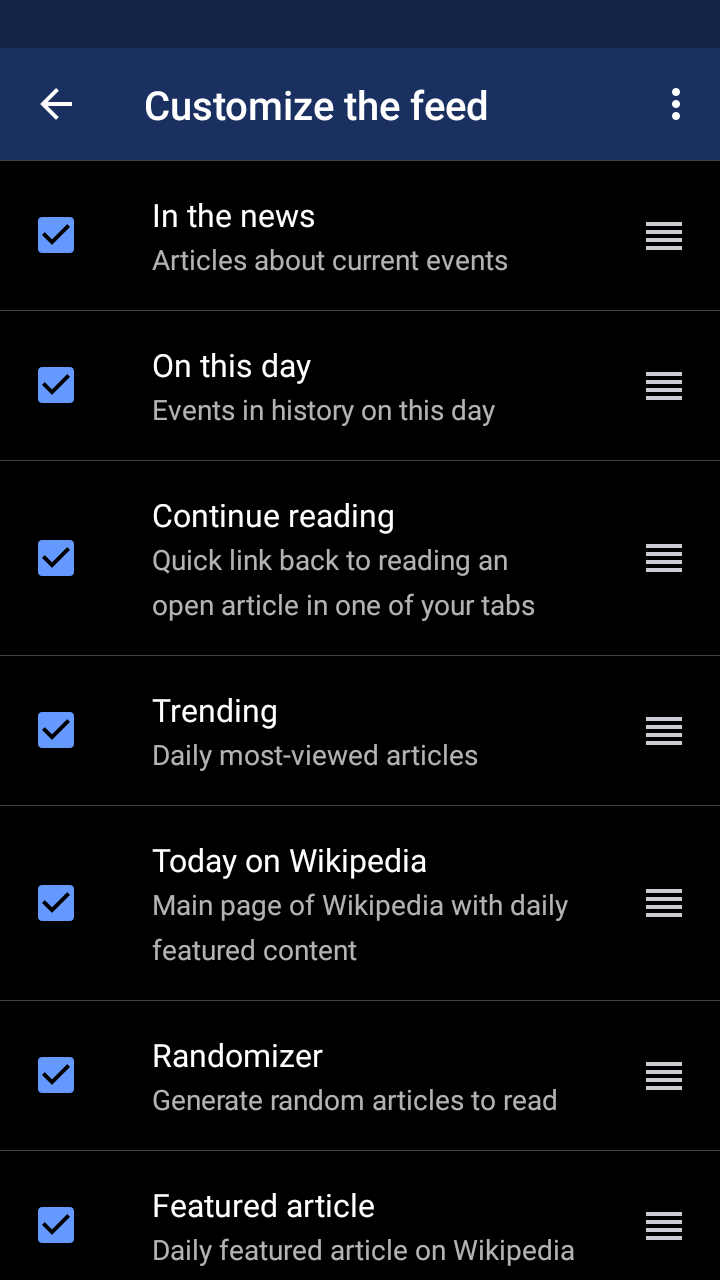 Customize the feed
In the news
Articles about current events
On this day
Events in history on this day
Continue reading
Quick link back to reading an
open article in one of your tabs
Trending
Daily most-viewed articles
Today on Wikipedia
Main page of Wikipedia with daily
featured content
Randomizer
Generate random articles to read
Featured article
Daily featured article on Wikipedia